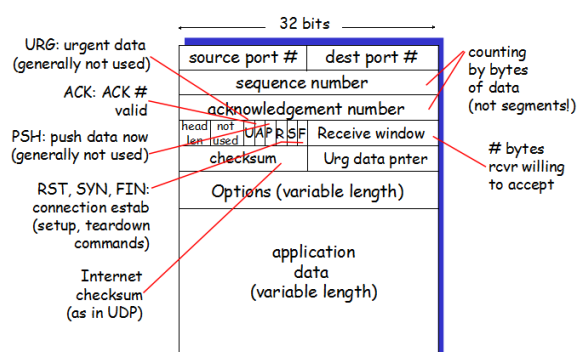 32 bits
URG: urgent data
(generally not used)
ACK: ACK #
valid
PSH: push data now
(generally not used)
RST, SYN, FIN:
connection estab
(setup, teardown
commands)
Internet
checksum
(as in UDP)
source port #
dest port #
sequence number
acknowledgement number
head
len
not
used
U A P R S F
Receive window
checksum
Urg data pnter
Options (variable length)
application
data
(variable length)
counting
by bytes
of data
(not segments!)
# bytes
rcvr willing
to accept